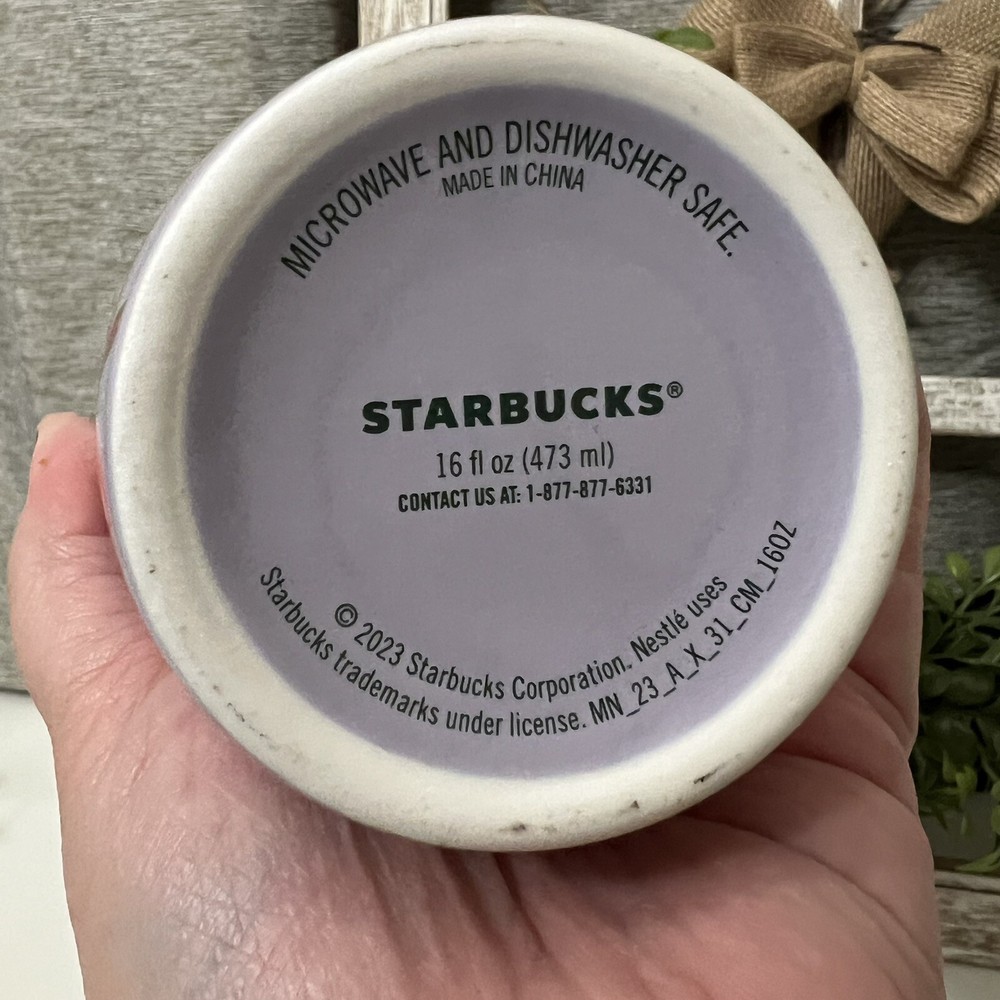 MICROWAVE AND DISHWASHER SAFE.
MADE IN CHINA
STARBUCKS®
16 fl oz (473 ml)
CONTACT US AT: 1-877-877-6331
© 2023 Starbucks Corporation. Nestlé uses
Starbucks trademarks under license. MN_23_A_X_31_CM_16OZ